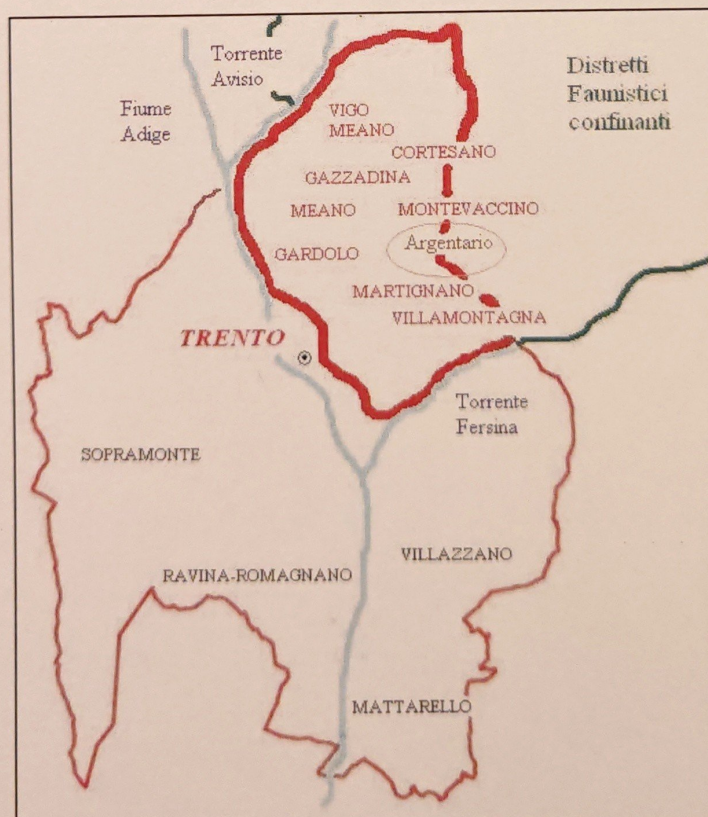 Torrente
Avisio
Distretti
Faunistici
confinanti
Fiume
Adige
VIGO
MEANO
CORTESANO
GAZZADINA
MEANO
MONTEVACCINO
Argentario
GARDOLO
MARTIGNANO
VILLAMONTAGNA
TRENTO
Torrente
Fersina
SOPRAMONTE
VILLAZZANO
RAVINA-ROMAGNANO
MATTARELLO